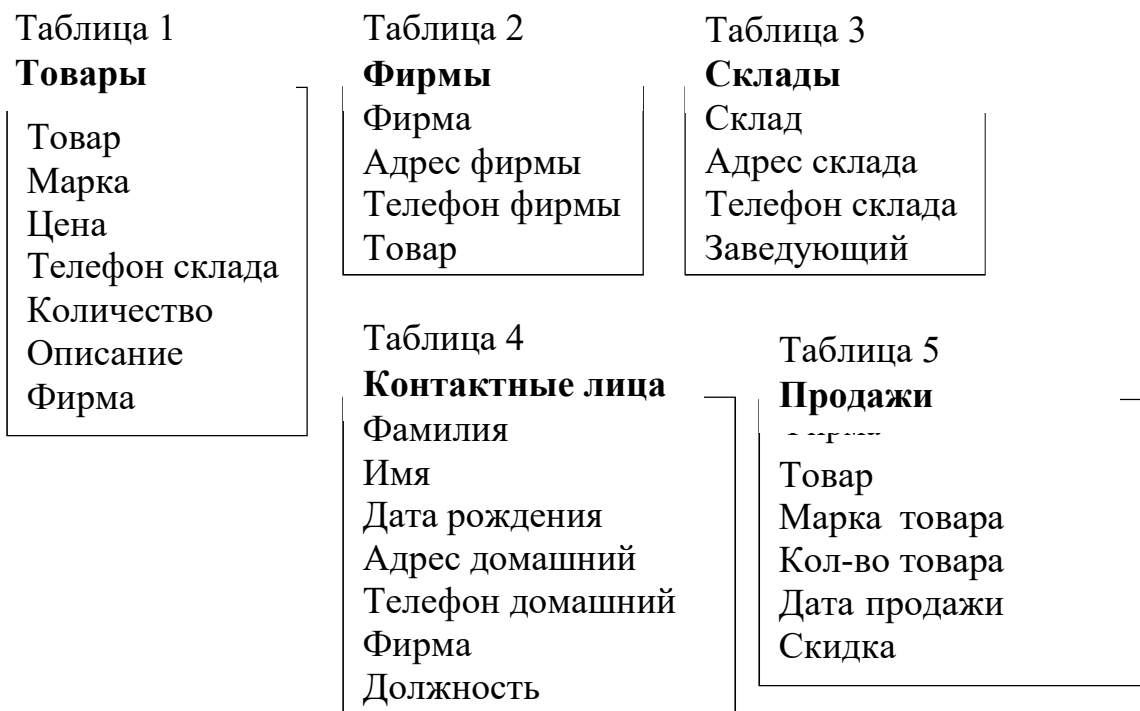 Таблица 1
Товары
Товар
Марка
Цена
Телефон склада
Количество
Описание
Фирма
Таблица 2
Фирмы
Фирма
Адрес фирмы
Телефон фирмы
Товар
Таблица 3
Склады
Склад
Адрес склада
Телефон склада
Заведующий
Таблица 4
Контактные лица
Фамилия
Имя
Дата рождения
Адрес домашний
Телефон домашний
Фирма
Должность
Таблица 5
Продажи
Товар
Марка товара
Кол-во товара
Дата продажи
Скидка